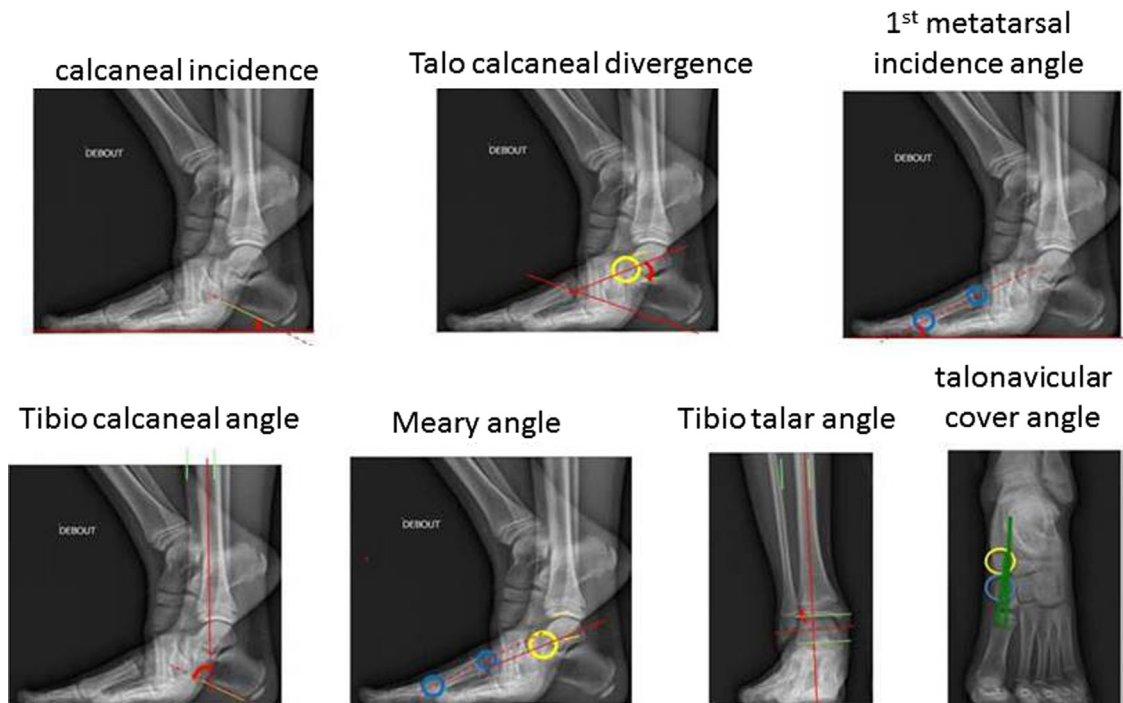 calcaneal incidence
Talo calcaneal divergence
1st metatarsal
incidence angle
DEBOUT
DEBOUT
DEBOUT
Tibio calcaneal angle
Meary angle
Tibio talar angle
talonavicular
cover angle
DEBOUT
DEBOUT